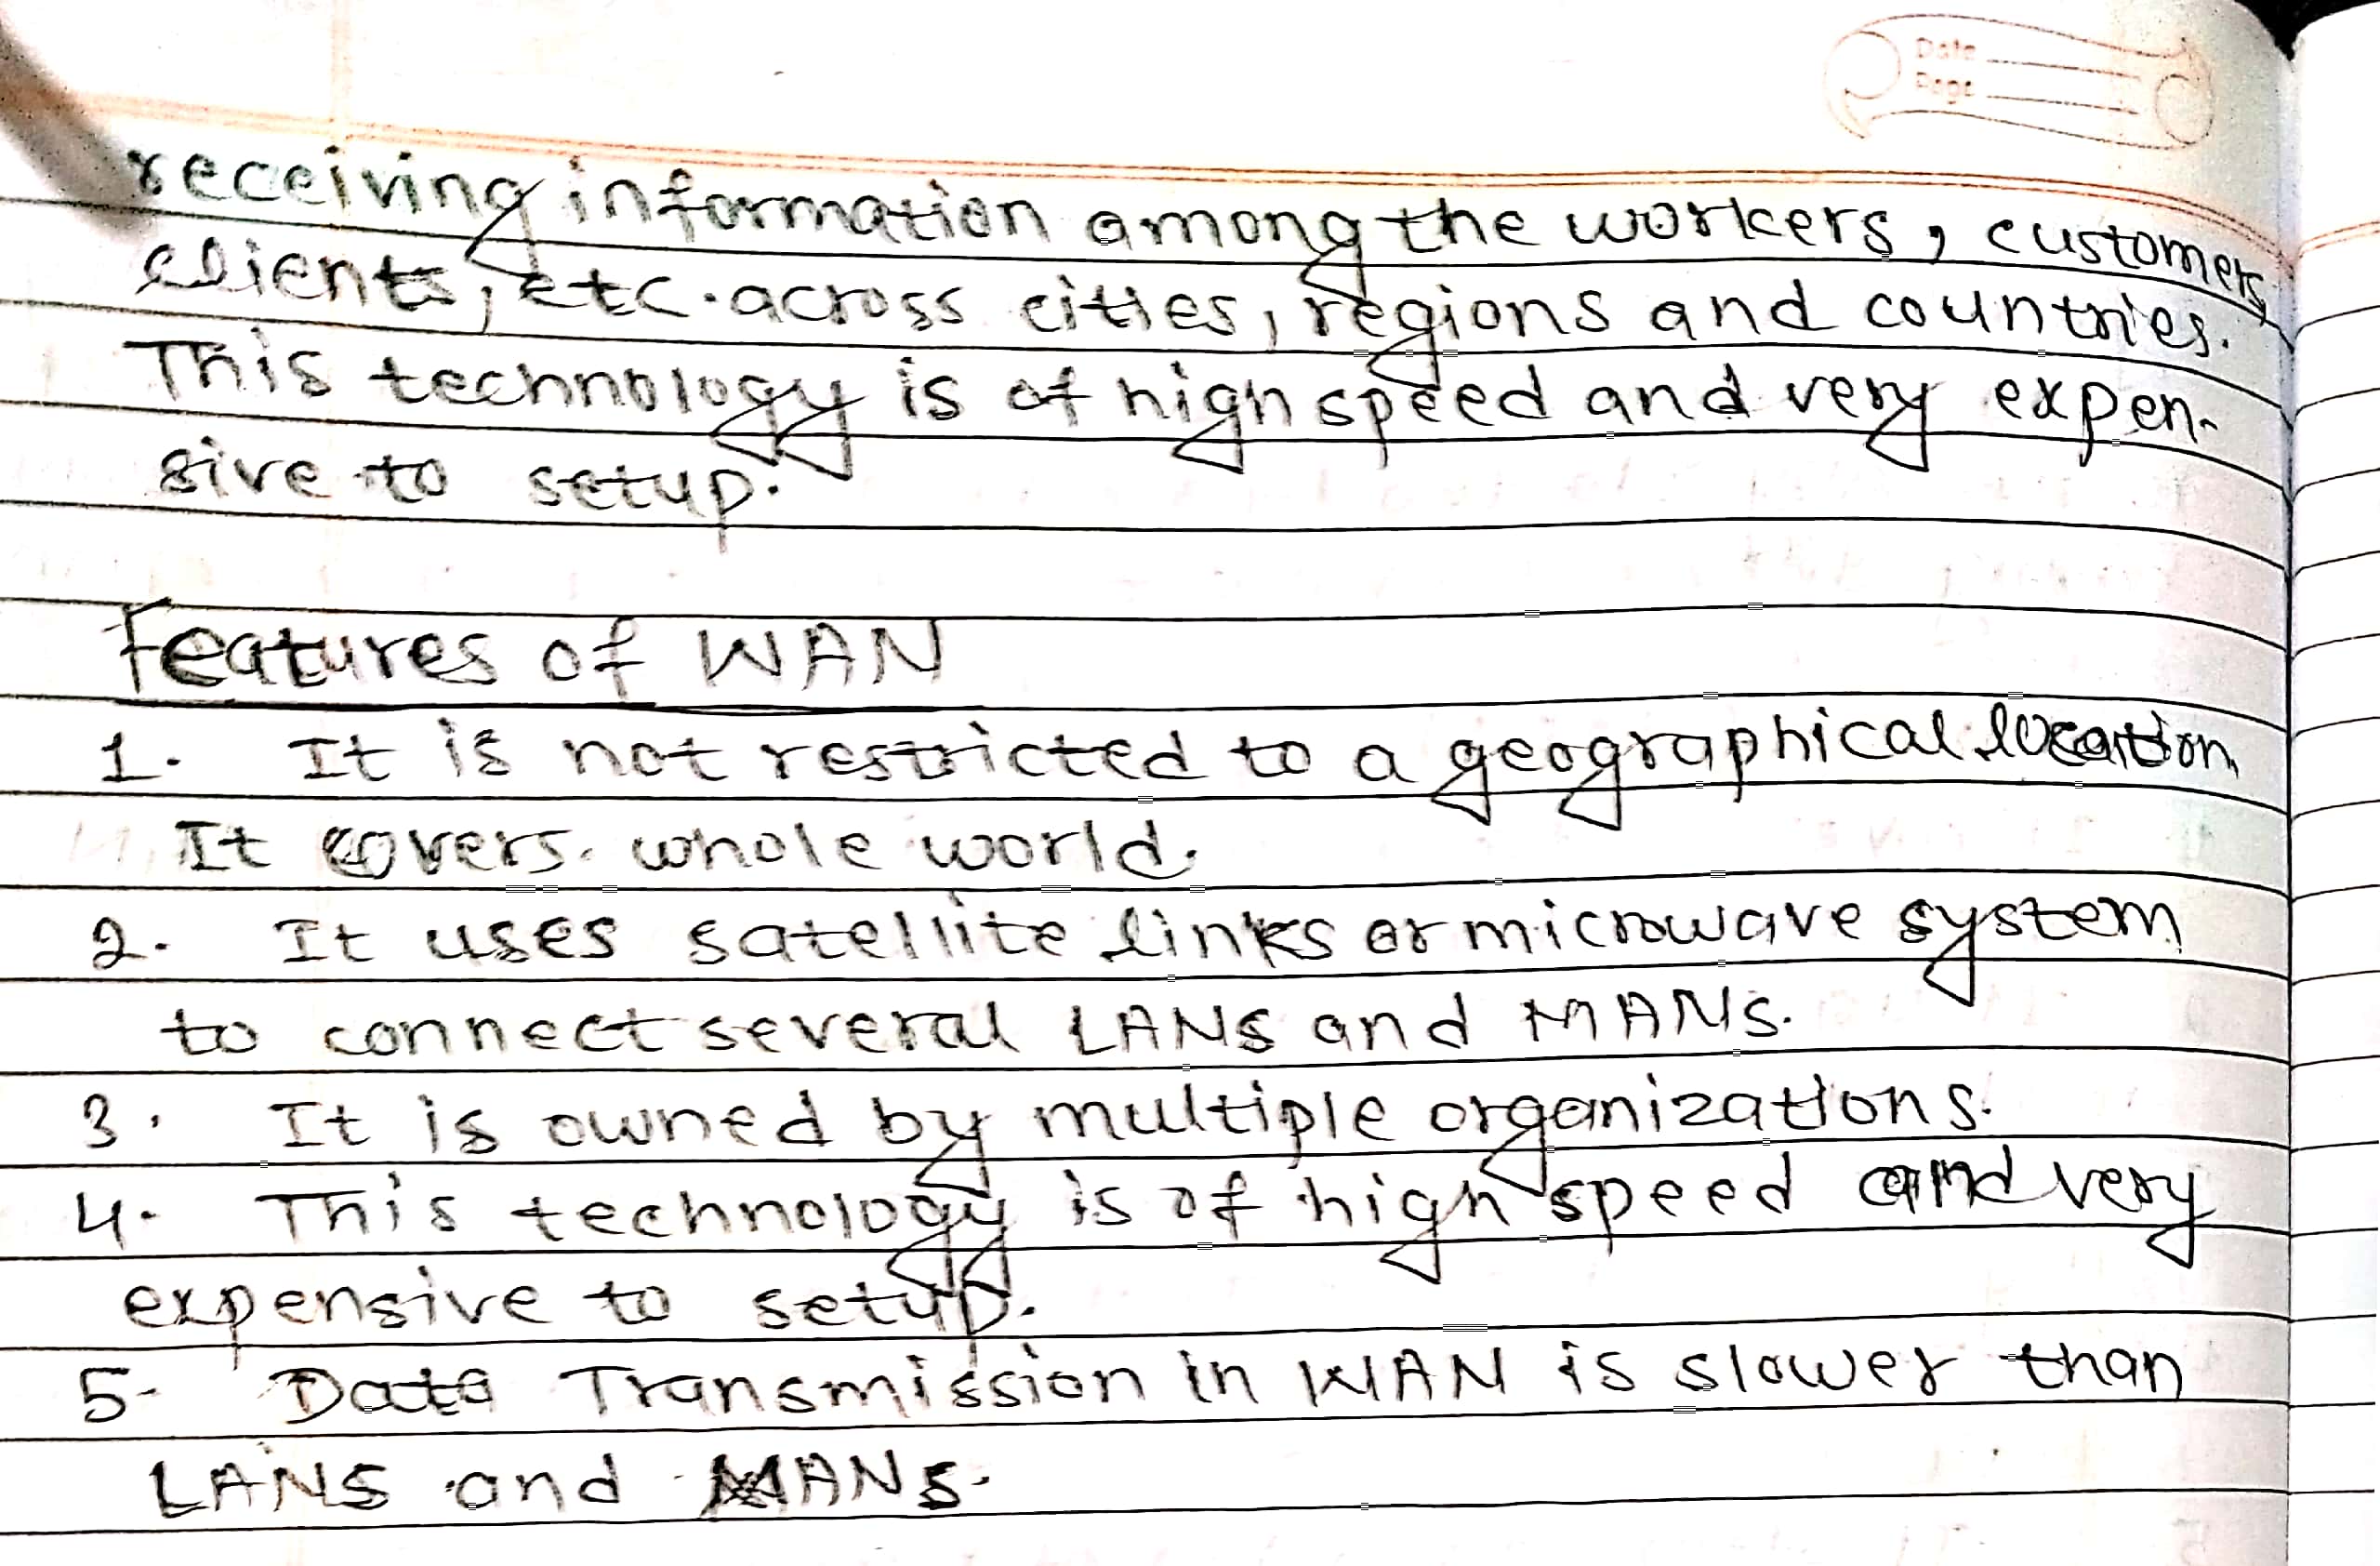 Date
Page
receiving information among the workers, customers,
clients, etc. across cities, regions and countries.
This technology is of high speed and very expen-
sive to setup.
Features of WAN
1. It is not restricted to a geographical location
It covers whole world.
2. It uses satellite links or microwave system
to connect several LANs and MANs.
3. It is owned by multiple organizations.
4. This technology is of high speed and very
expensive to setup.
5. Data Transmission in WAN is slower than
LANS and MANs.